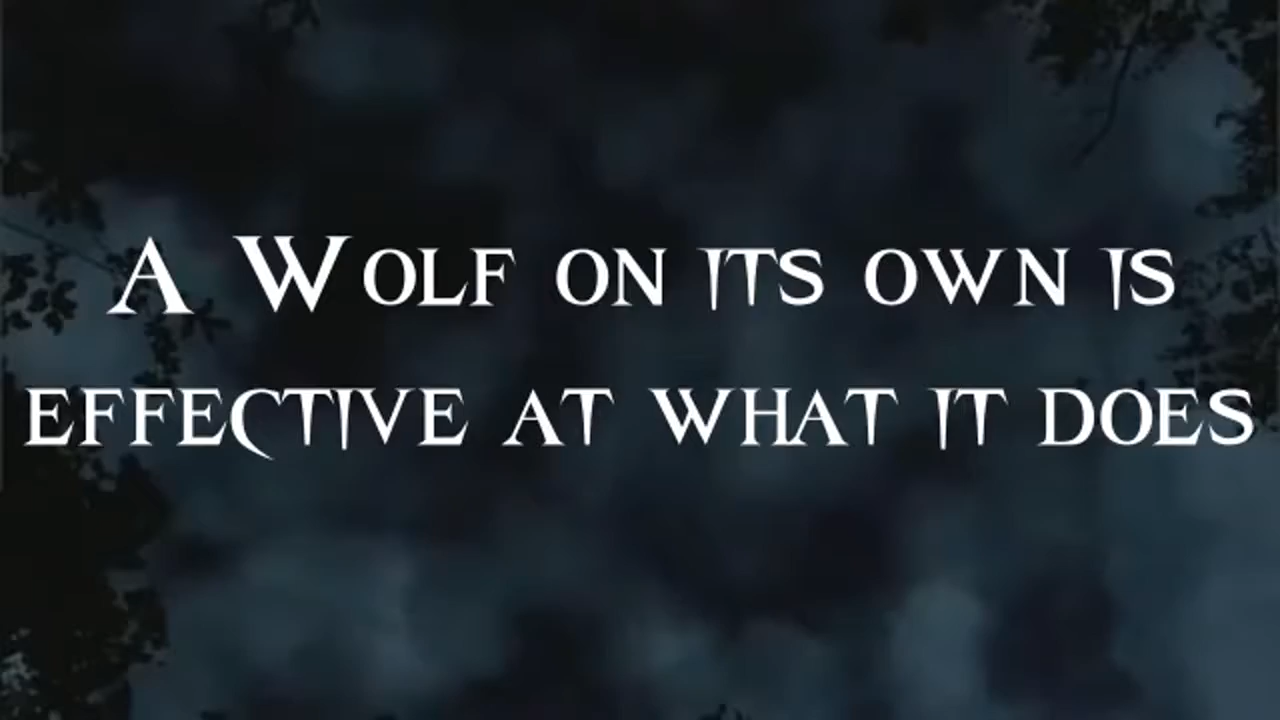 A Wolf on its own is
effective at what it does